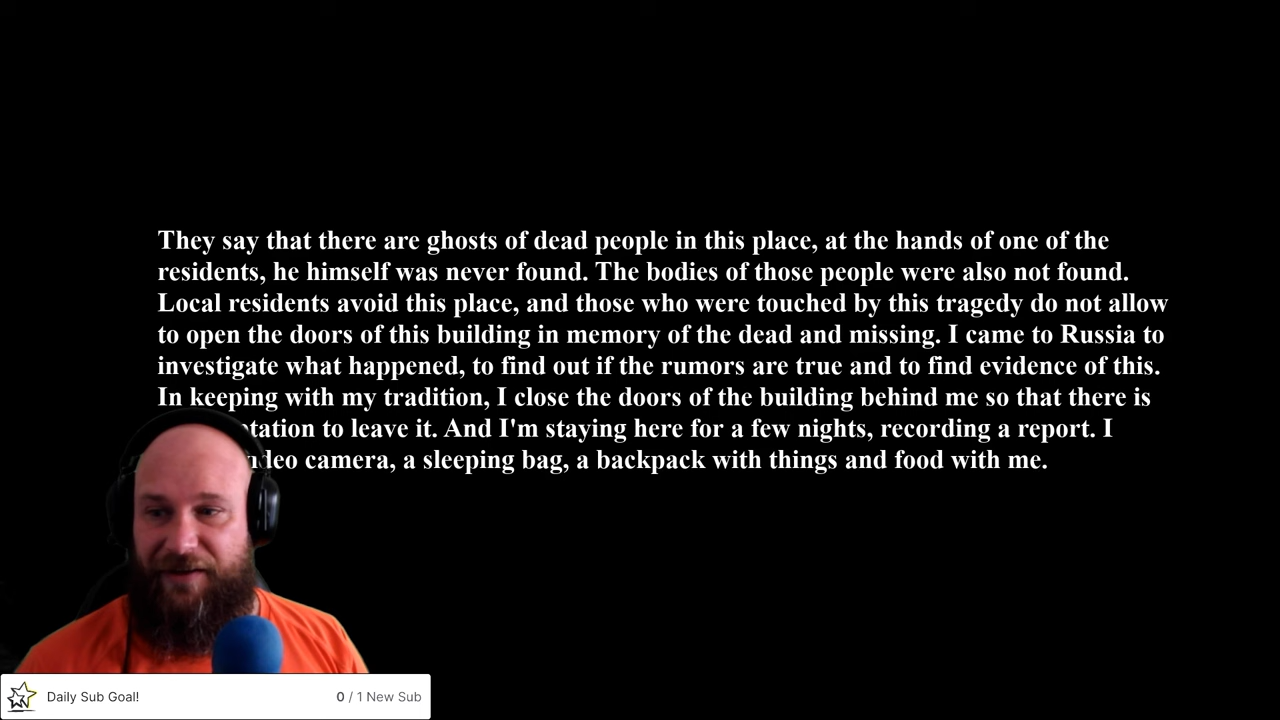 They say that there are ghosts of dead people in this place, at the hands of one of the
residents, he himself was never found. The bodies of those people were also not found.
Local residents avoid this place, and those who were touched by this tragedy do not allow
to open the doors of this building in memory of the dead and missing. I came to Russia to
investigate what happened, to find out if the rumors are true and to find evidence of this.
In keeping with my tradition, I close the doors of the building behind me so that there is
to leave it. And I'm staying here for a few nights, recording a report. I
camera, a sleeping bag, a backpack with things and food with me.
Daily Sub Goal!
0 / 1 New Sub